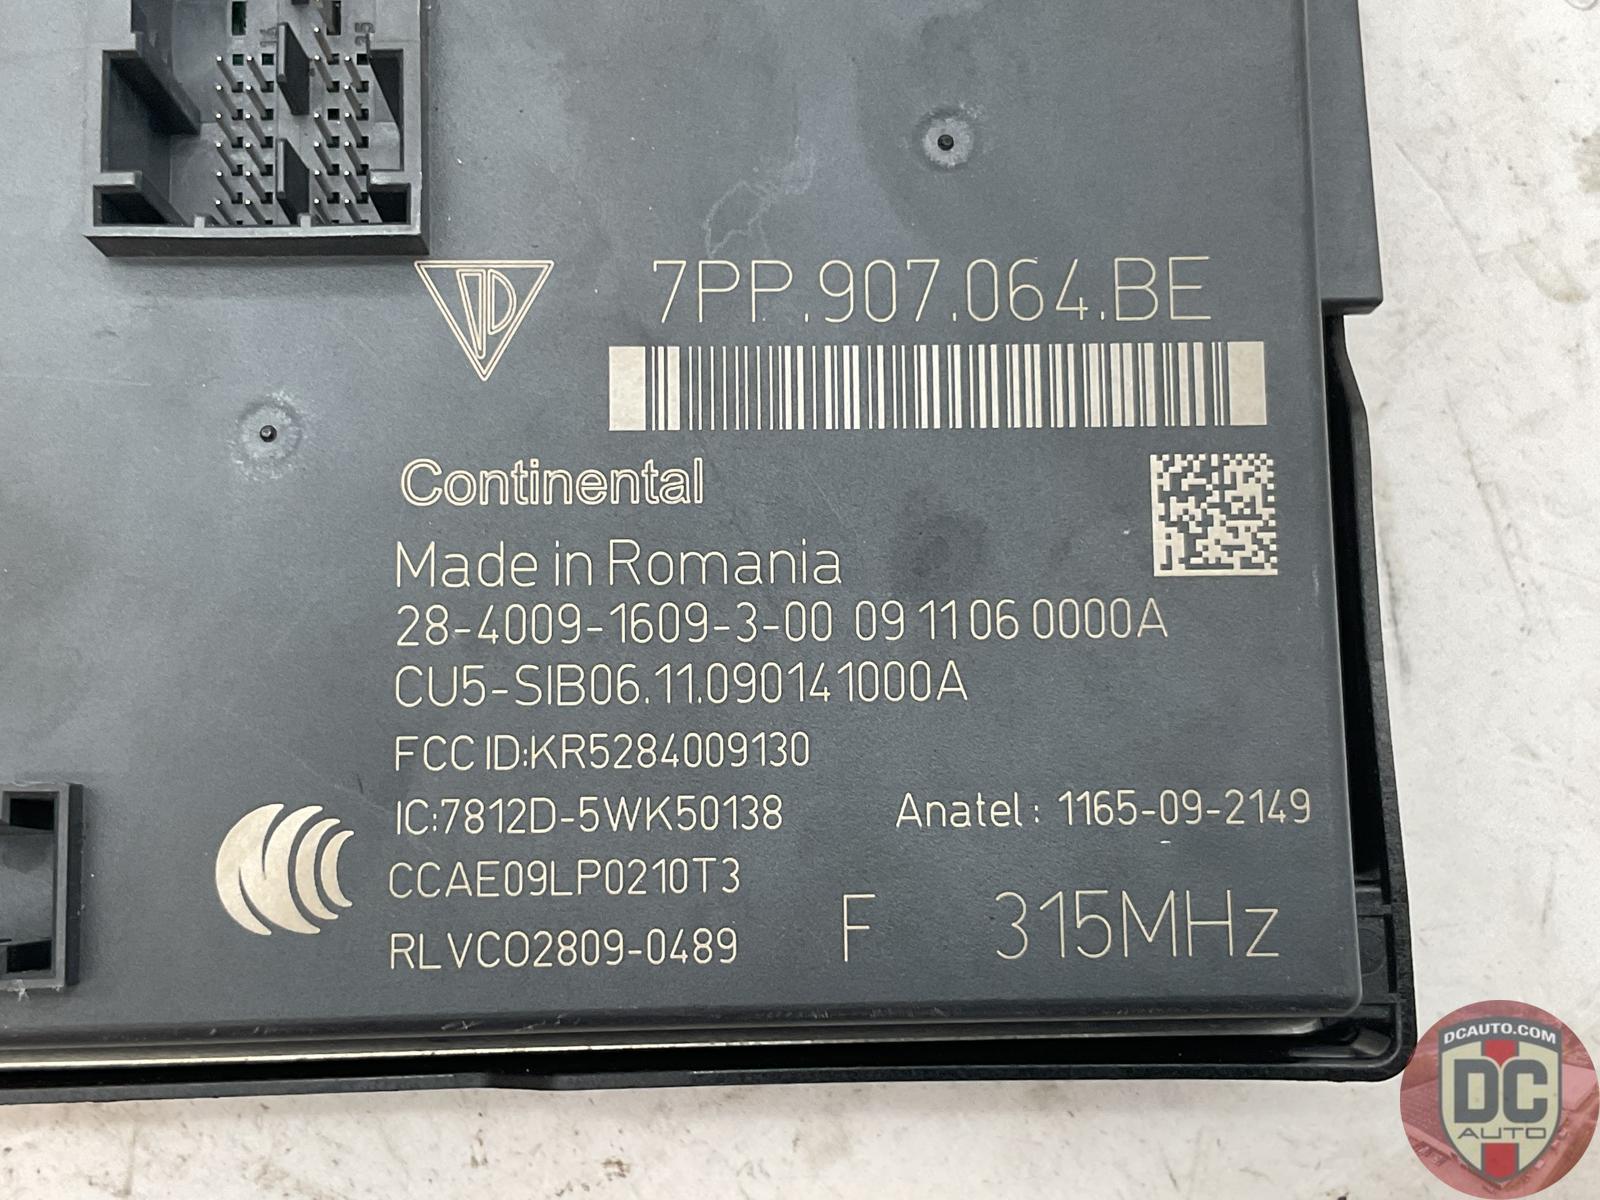 15
7PP.907.064.BE
Continental
Made in Romania
28-4009-1609-3-00 09 11 06 0000A
CU5-SIB06.11.090141000A
FCC ID:KR5284009130
IC:7812D-5WK50138 Anatel: 1165-09-2149
CCAE09LP0210T3
RLVCO2809-0489 F 315MHz
DCAUTO.COM
DC
AUTO